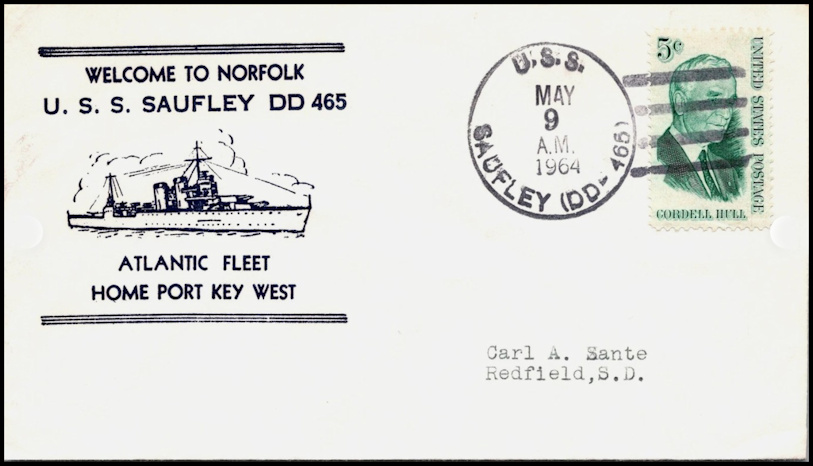 WELCOME TO NORFOLK
U. S. S. SAUFLEY DD 465
ATLANTIC FLEET
HOME PORT KEY WEST
U.S.S.
MAY
9
A.M.
1964
SAUFLEY (DD-465)
5c
UNITED STATES POSTAGE
CORDELL HULL
Carl A. Sante
Redfield,S.D.